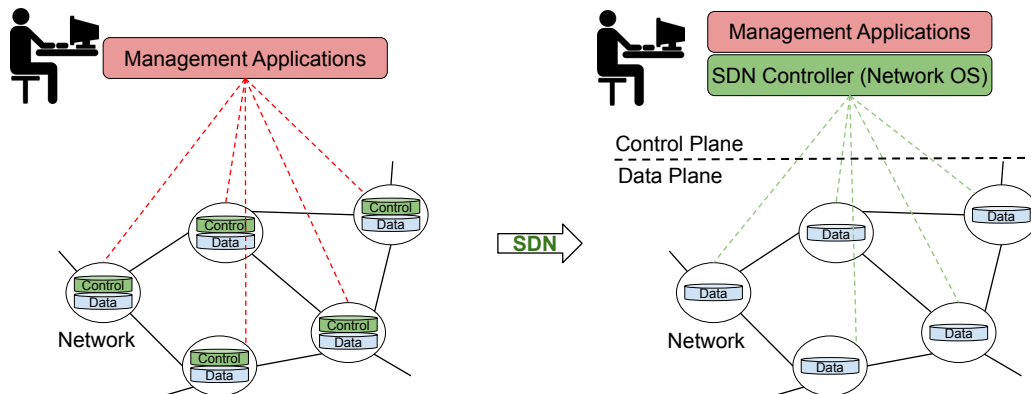 Management Applications
Control
Data
Control
Data
Control
Data
Control
Data
Control
Data
Network
SDN
Management Applications
SDN Controller (Network OS)
Control Plane
Data Plane
Data
Data
Data
Data
Data
Network